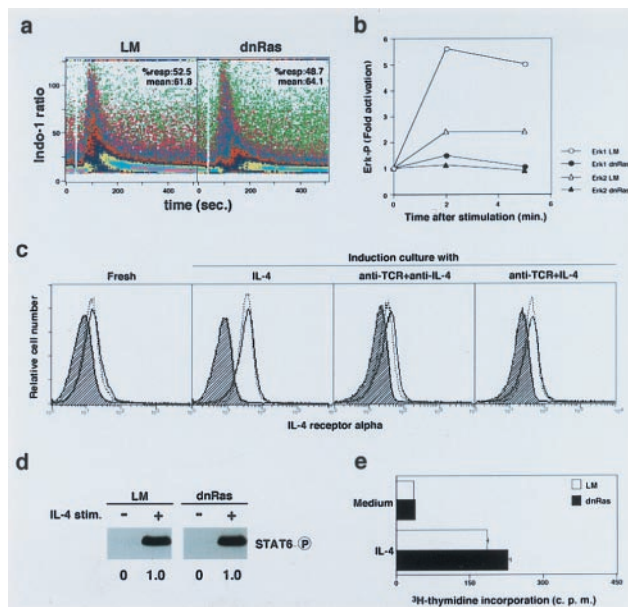 a
LM
dnRas
%resp:52.5
mean:61.8
%resp:48.7
mean:64.1
Indo-1 ratio
100
50
0
0 200 400
0 200 400
time (sec.)
b
Erk-P (Fold activation)
6
5
4
3
2
1
0
0 2 4 6
Time after stimulation (min.)
Erk1 LM
Erk1 dnRas
Erk2 LM
Erk2 dnRas
c
Induction culture with
Fresh
IL-4
anti-TCR+anti-IL-4
anti-TCR+IL-4
Relative cell number
IL-4 receptor alpha
d
LM
dnRas
IL-4 stim.
- + - +
STAT6 P
0 1.0 0 1.0
e
LM
dnRas
Medium
IL-4
0 150 300 450
³H-thymidine incorporation (c. p. m.)